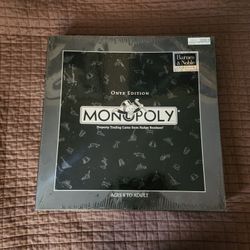 Onyx Edition
Barnes
& Noble
MONOPOLY
Property Trading Game from Parker Brothers®
AGES 8 TO ADULT